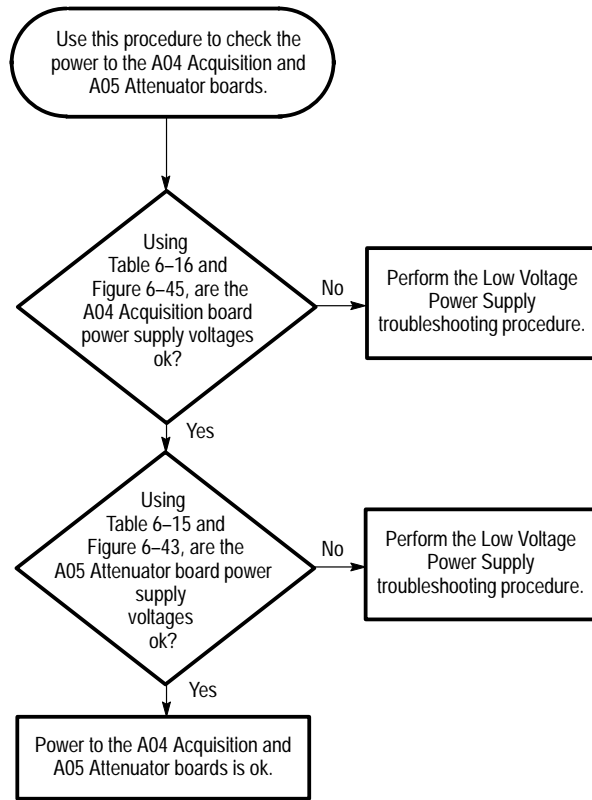 Use this procedure to check the
power to the A04 Acquisition and
A05 Attenuator boards.
Using
Table 6–16 and
Figure 6–45, are the
A04 Acquisition board
power supply voltages
ok?
No
Perform the Low Voltage
Power Supply
troubleshooting procedure.
Yes
Using
Table 6–15 and
Figure 6–43, are the
A05 Attenuator board power
supply
voltages
ok?
No
Perform the Low Voltage
Power Supply
troubleshooting procedure.
Yes
Power to the A04 Acquisition and
A05 Attenuator boards is ok.